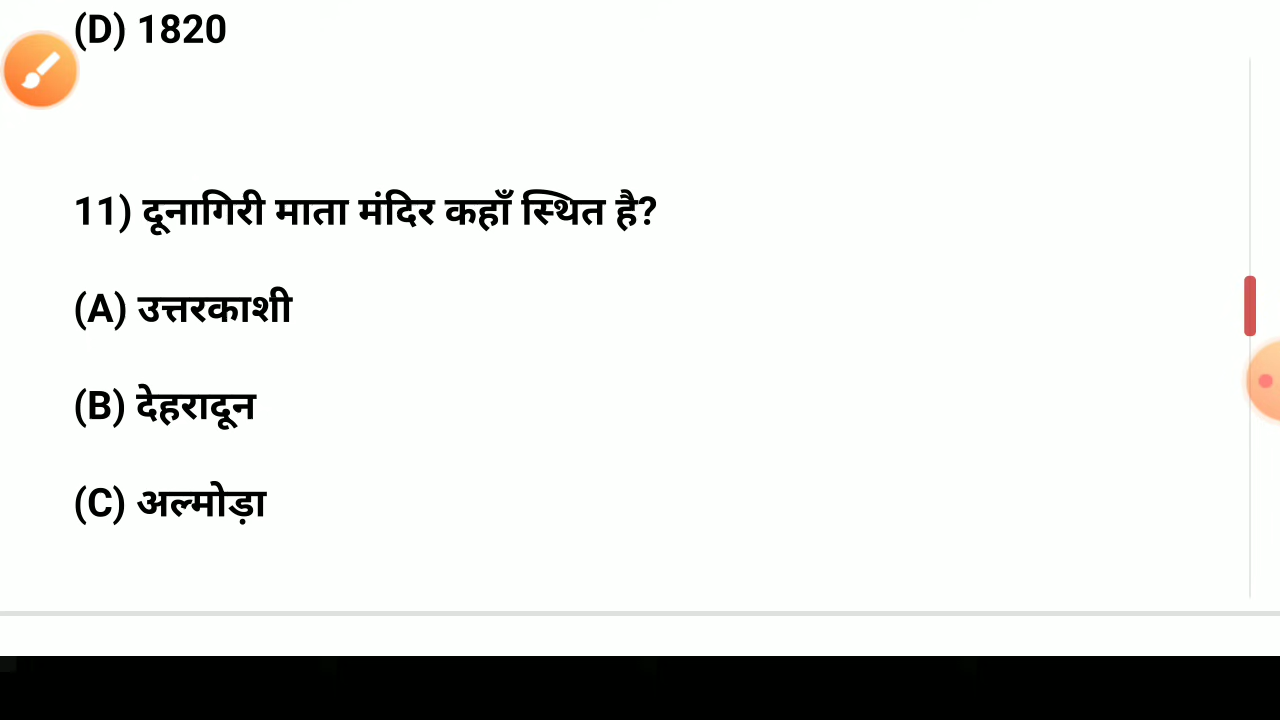 (D) 1820
11) दूनागिरी माता मंदिर कहाँ स्थित है?
(A) उत्तरकाशी
(B) देहरादून
(C) अल्मोड़ा